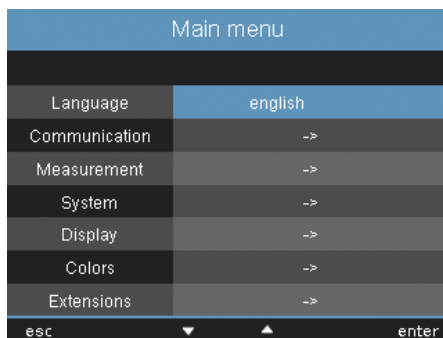 Main menu
Language english
Communication ->
Measurement ->
System ->
Display ->
Colors ->
Extensions ->
esc ▼ ▲ enter